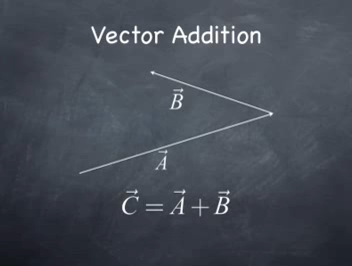 Vector Addition
B⃗
A⃗
C⃗ = A⃗ + B⃗